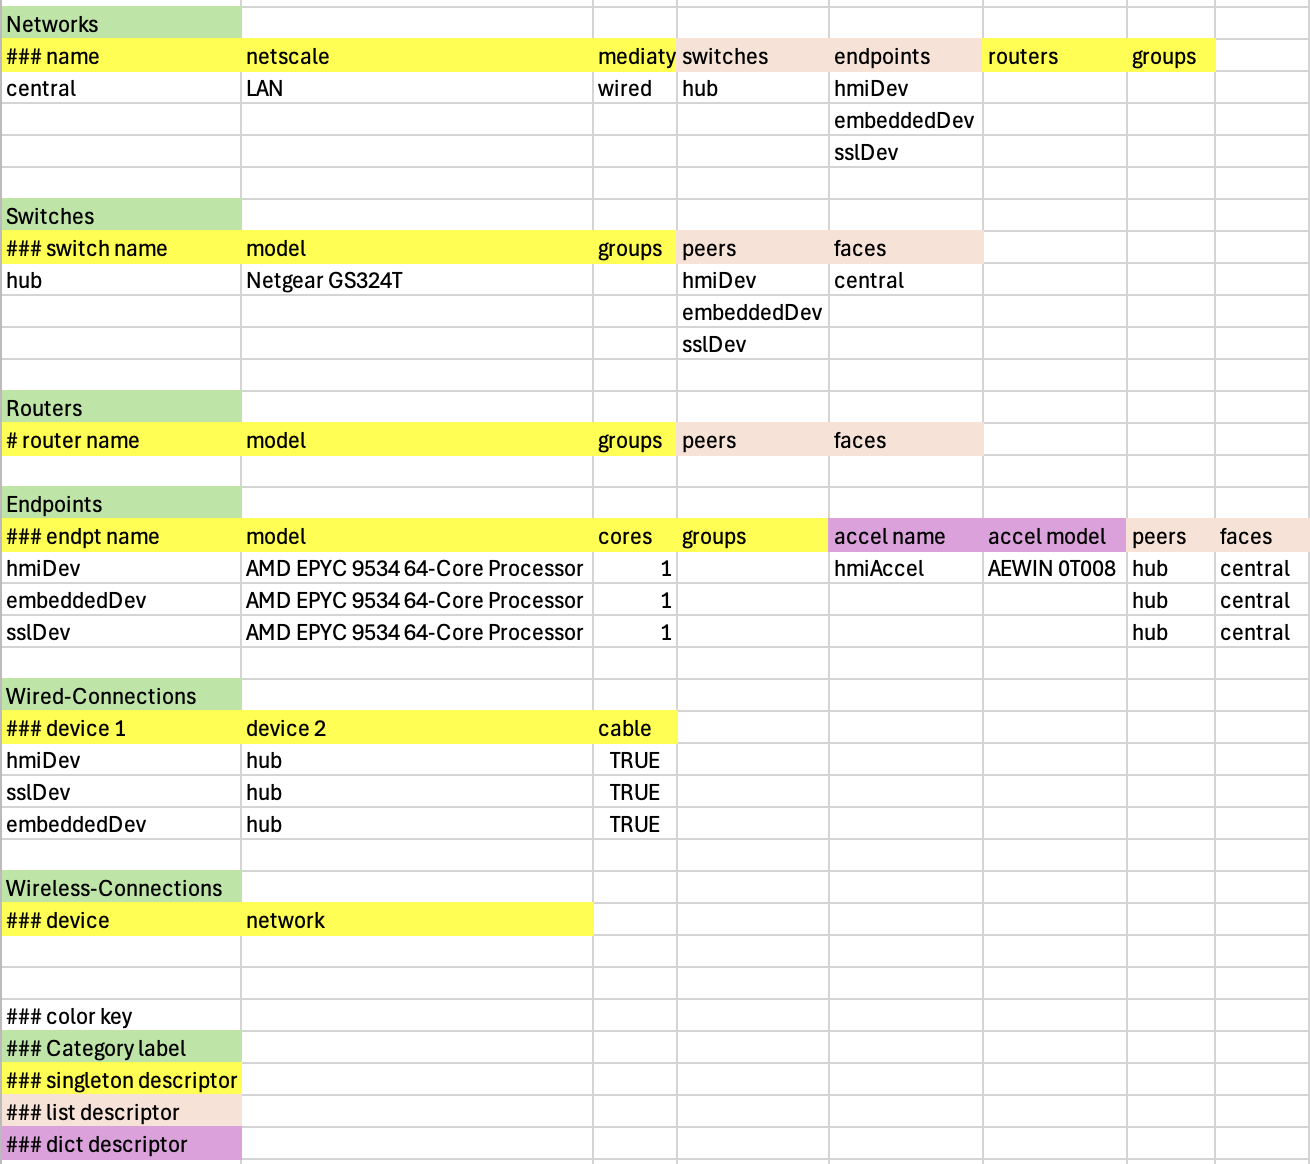 Networks
### name netscale mediaty switches endpoints routers groups
central LAN wired hub hmiDev
embeddedDev
sslDev
Switches
### switch name model groups peers faces
hub Netgear GS324T hmiDev central
embeddedDev
sslDev
Routers
# router name model groups peers faces
Endpoints
### endpt name model cores groups accel name accel model peers faces
hmiDev AMD EPYC 9534 64-Core Processor 1 hmiAccel AEWIN 0T008 hub central
embeddedDev AMD EPYC 9534 64-Core Processor 1 hub central
sslDev AMD EPYC 9534 64-Core Processor 1 hub central
Wired-Connections
### device 1 device 2 cable
hmiDev hub TRUE
sslDev hub TRUE
embeddedDev hub TRUE
Wireless-Connections
### device network
### color key
### Category label
### singleton descriptor
### list descriptor
### dict descriptor